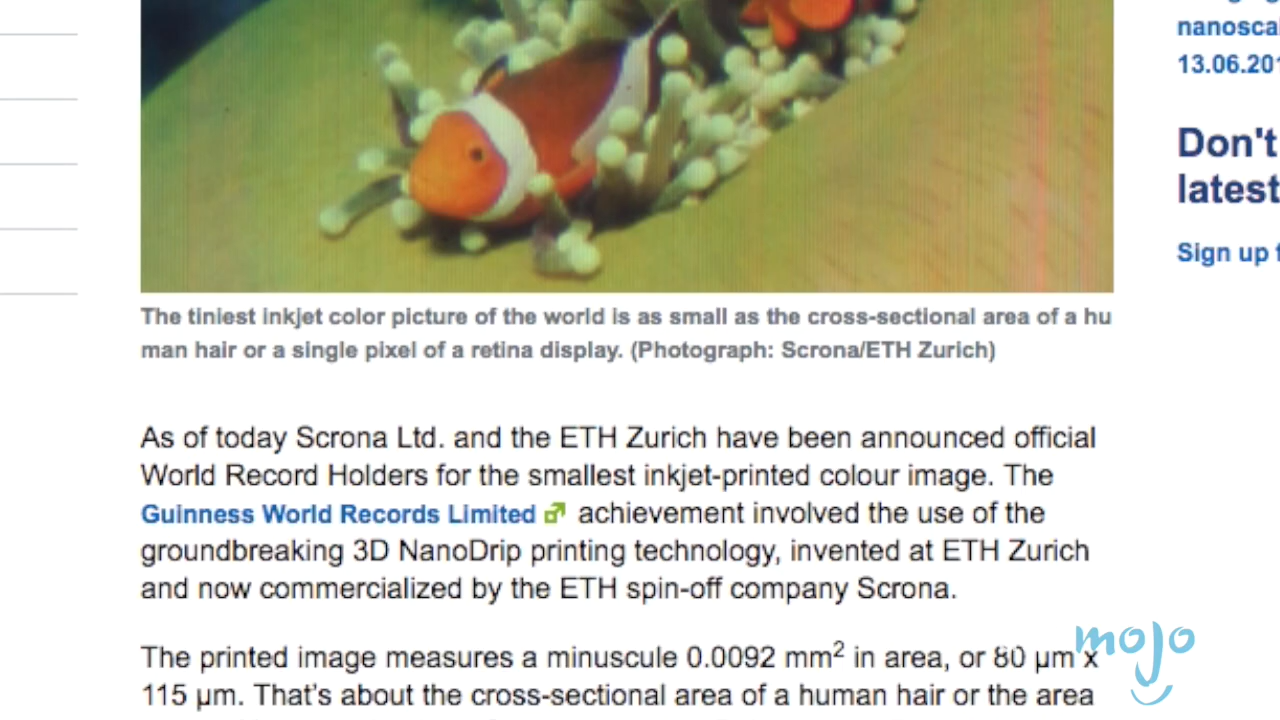 nanosca
13.06.201
Don't
latest
Sign up f
The tiniest inkjet color picture of the world is as small as the cross-sectional area of a hu
man hair or a single pixel of a retina display. (Photograph: Scrona/ETH Zurich)
As of today Scrona Ltd. and the ETH Zurich have been announced official
World Record Holders for the smallest inkjet-printed colour image. The
Guinness World Records Limited achievement involved the use of the
groundbreaking 3D NanoDrip printing technology, invented at ETH Zurich
and now commercialized by the ETH spin-off company Scrona.
The printed image measures a minuscule 0.0092 mm² in area, or 80 µm x
115 µm. That's about the cross-sectional area of a human hair or the area
mojo